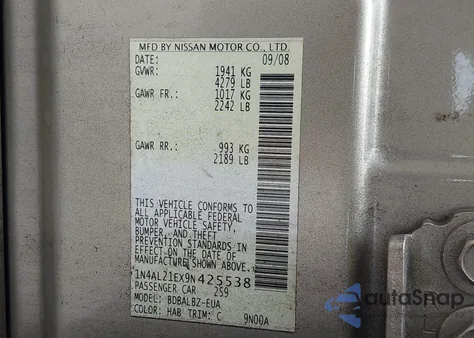 MFD BY NISSAN MOTOR CO., LTD.
DATE: 09/08
GVWR: 1941 KG
4279 LB
GAWR FR.: 1017 KG
2242 LB
GAWR RR.: 993 KG
2189 LB
THIS VEHICLE CONFORMS TO
ALL APPLICABLE FEDERAL
MOTOR VEHICLE SAFETY,
BUMPER, AND THEFT
PREVENTION STANDARDS IN
EFFECT ON THE DATE OF
MANUFACTURE SHOWN ABOVE.
1N4AL21EX9N425538
PASSENGER CAR 259
MODEL: BDBALBZ-EUA
COLOR: HAB TRIM: C 9N00A
autoSnap